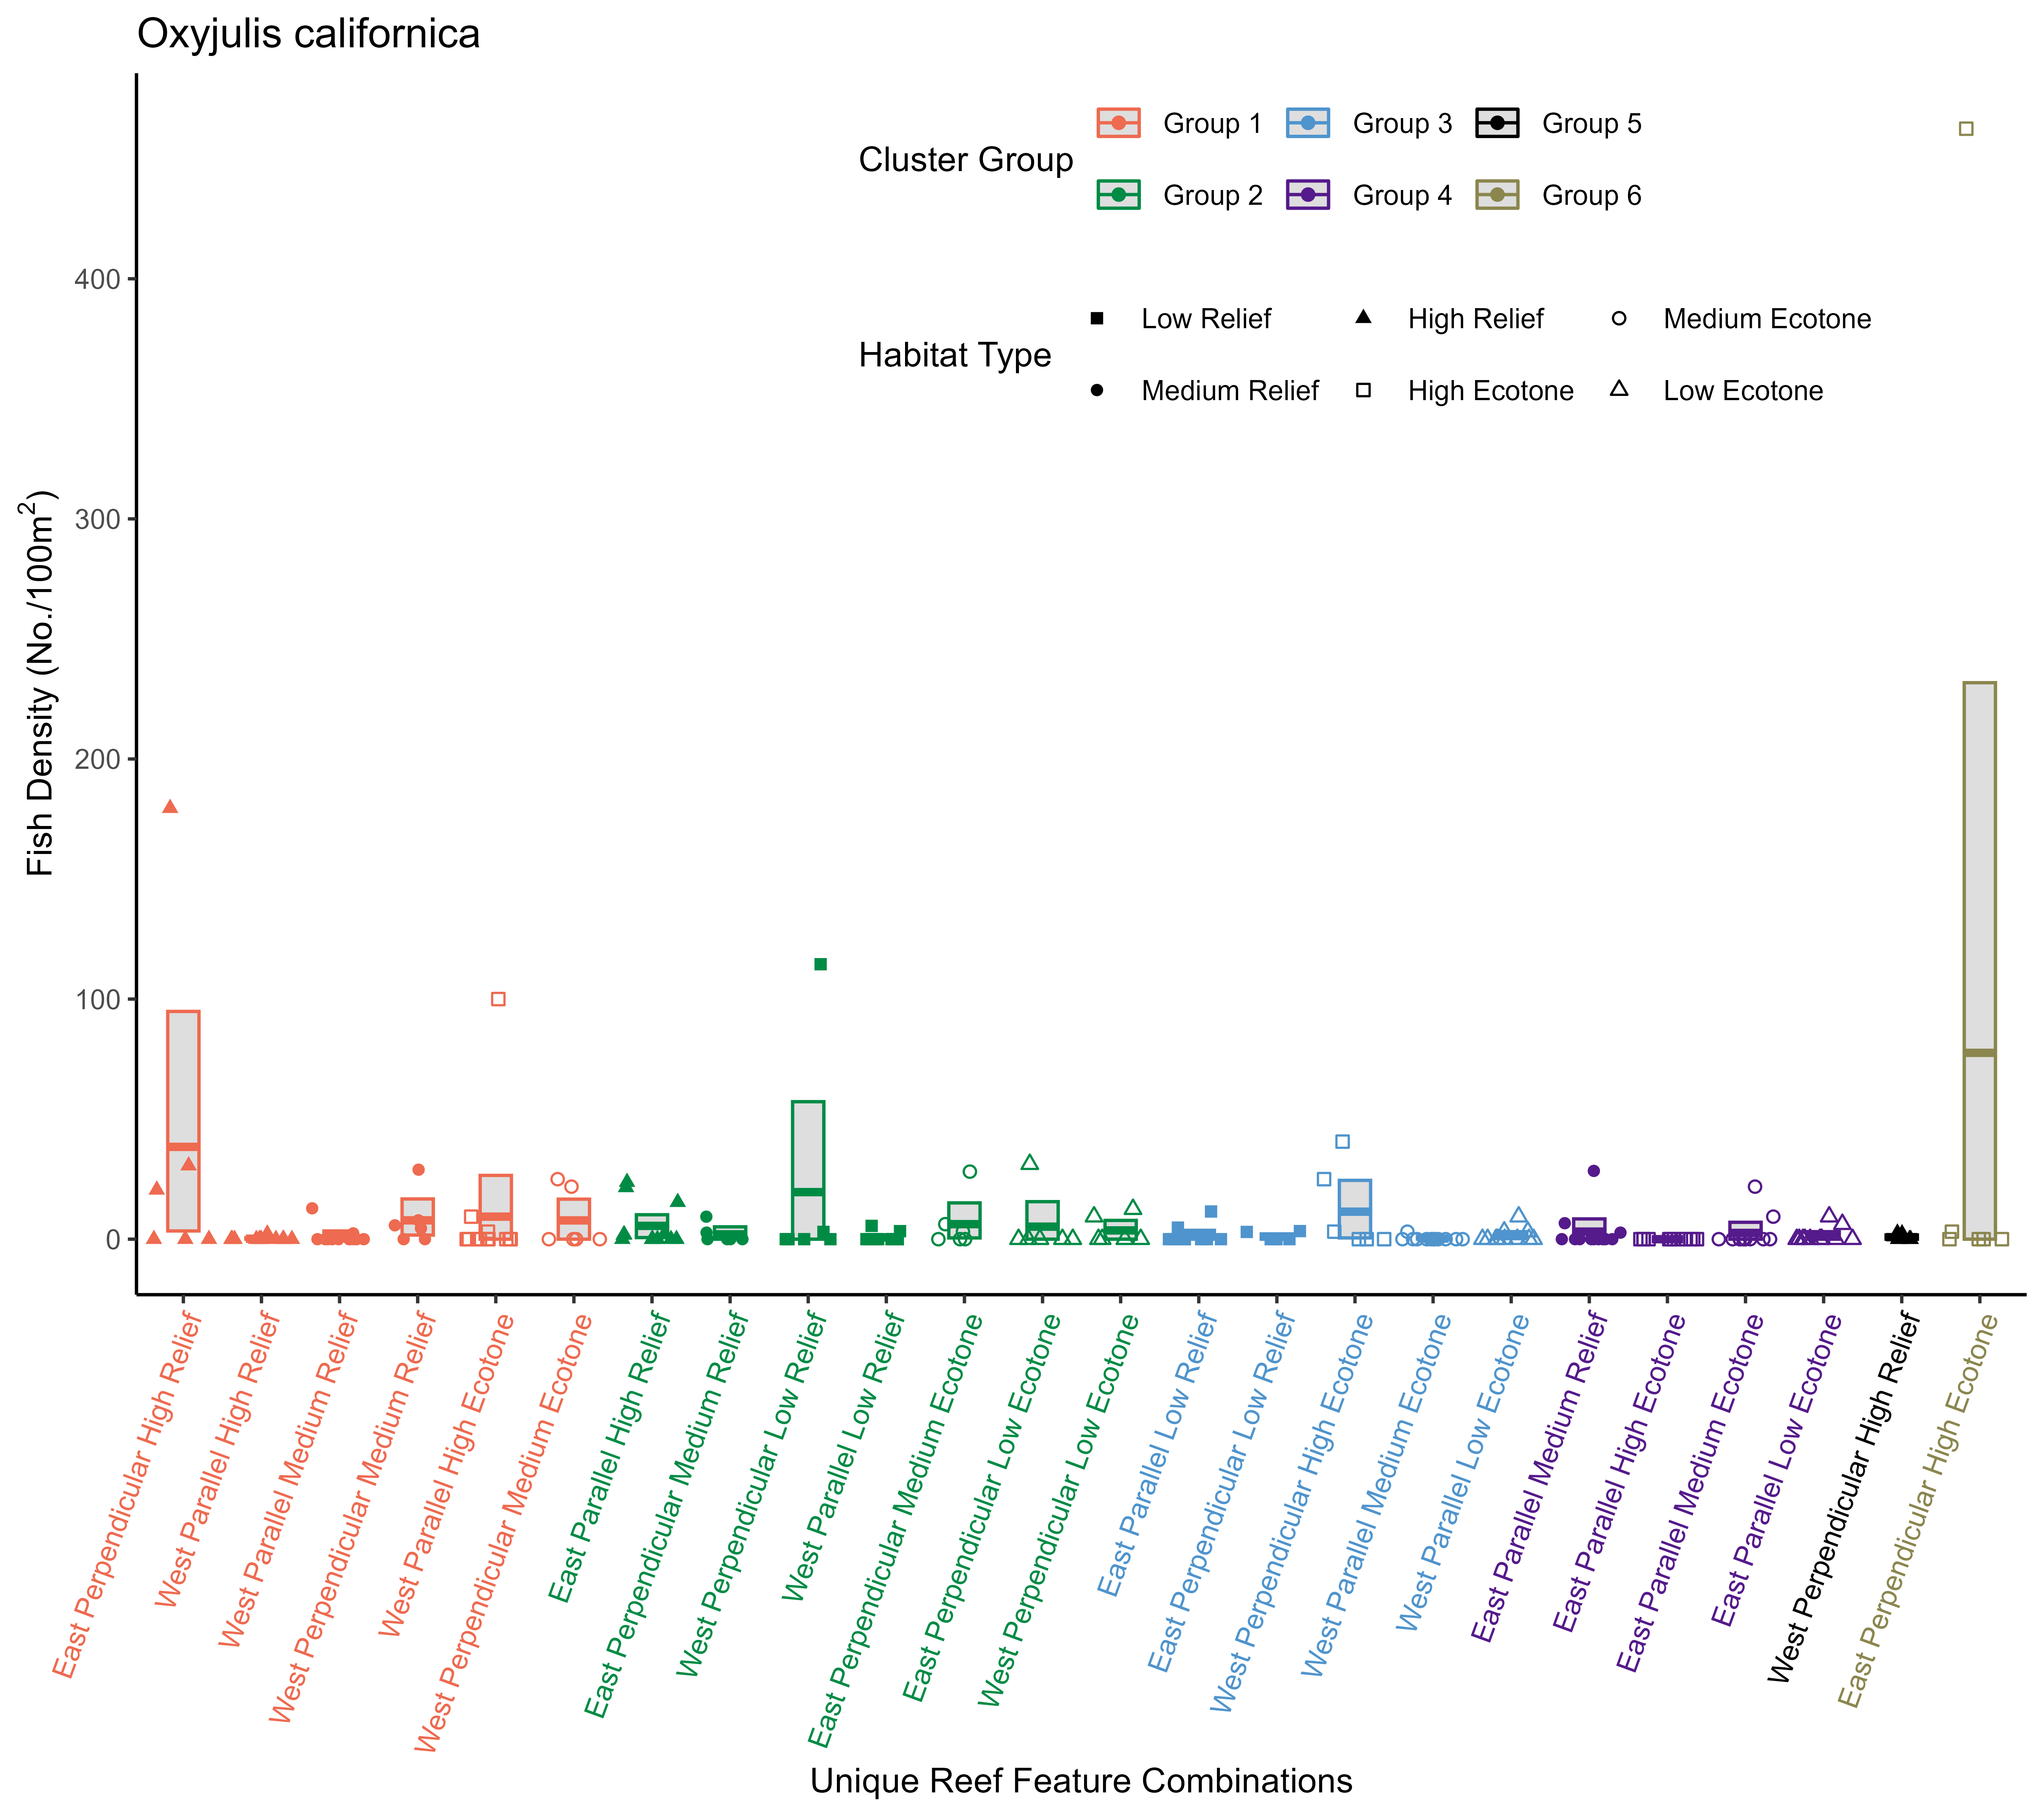 Oxyjulis californica
Cluster Group
Group 1
Group 3
Group 5
Group 2
Group 4
Group 6
Habitat Type
Low Relief
High Relief
Medium Ecotone
Medium Relief
High Ecotone
Low Ecotone
Fish Density (No./100m²)
400
300
200
100
0
East Perpendicular High Relief
West Parallel High Relief
West Parallel Medium Relief
West Perpendicular Medium Relief
West Parallel High Ecotone
West Perpendicular Medium Ecotone
East Parallel High Relief
East Perpendicular Medium Relief
West Perpendicular Low Relief
West Parallel Low Relief
East Perpendicular Medium Ecotone
East Perpendicular Low Ecotone
West Perpendicular Low Ecotone
East Parallel Low Relief
East Perpendicular Low Relief
West Perpendicular High Ecotone
West Parallel Medium Ecotone
West Parallel Low Ecotone
East Parallel Medium Relief
East Parallel High Ecotone
East Parallel Medium Ecotone
East Parallel Low Ecotone
West Perpendicular High Relief
East Perpendicular High Ecotone
Unique Reef Feature Combinations